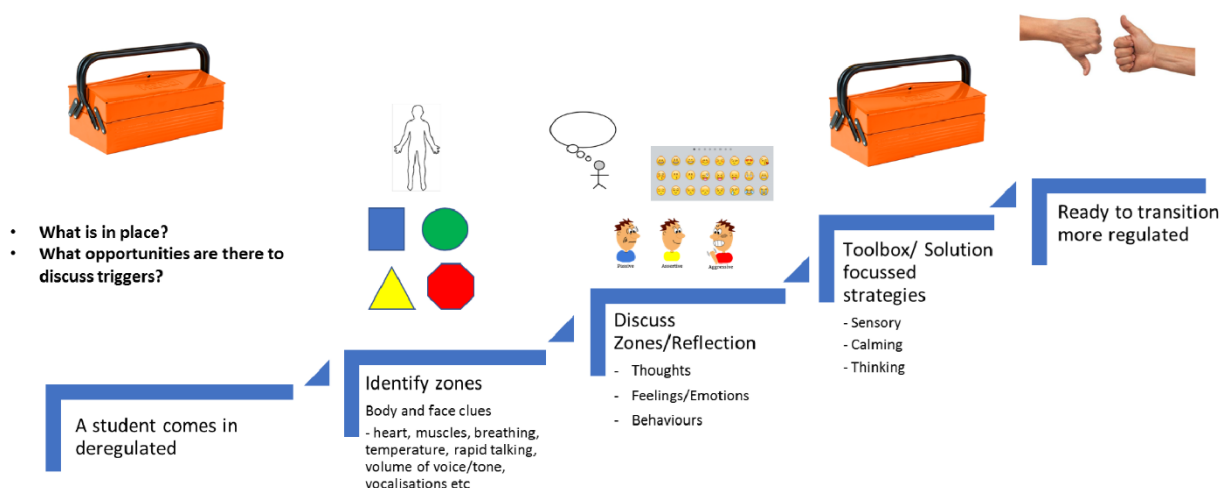 • What is in place?
• What opportunities are there to
discuss triggers?
A student comes in
deregulated
Identify zones
Body and face clues
- heart, muscles, breathing,
temperature, rapid talking,
volume of voice/tone,
vocalisations etc
Passive Assertive Aggressive
Discuss
Zones/Reflection
- Thoughts
- Feelings/Emotions
- Behaviours
Toolbox/ Solution
focussed
strategies
- Sensory
- Calming
- Thinking
Ready to transition
more regulated